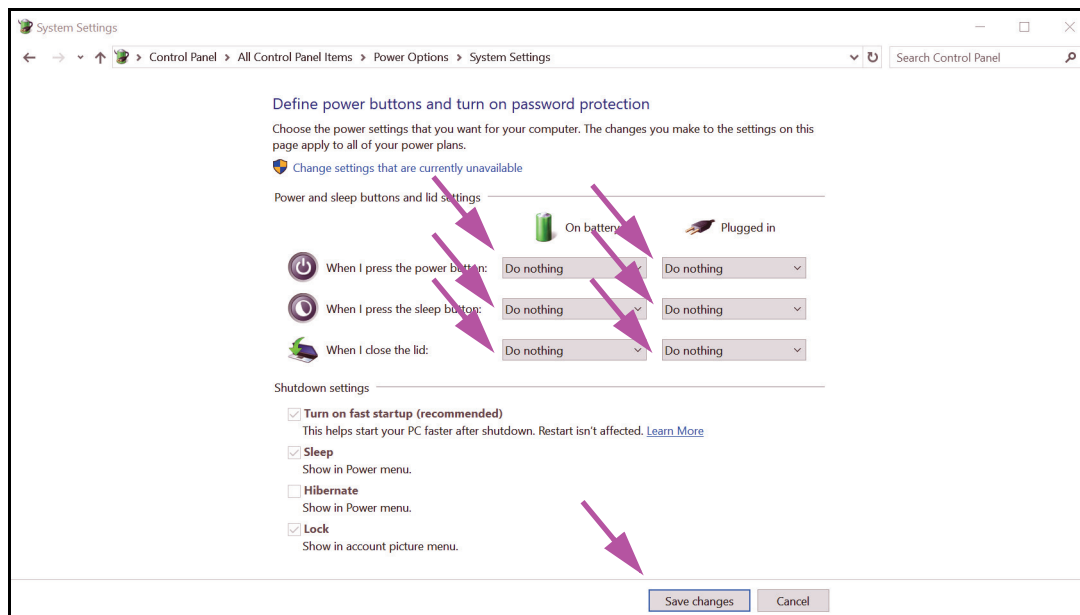 System Settings
Control Panel > All Control Panel Items > Power Options > System Settings
Search Control Panel
Define power buttons and turn on password protection
Choose the power settings that you want for your computer. The changes you make to the settings on this
page apply to all of your power plans.
Change settings that are currently unavailable
Power and sleep buttons and lid settings
On battery
Plugged in
When I press the power button:
Do nothing
Do nothing
When I press the sleep button:
Do nothing
Do nothing
When I close the lid:
Do nothing
Do nothing
Shutdown settings
Turn on fast startup (recommended)
This helps start your PC faster after shutdown. Restart isn't affected. Learn More
Sleep
Show in Power menu.
Hibernate
Show in Power menu.
Lock
Show in account picture menu.
Save changes
Cancel